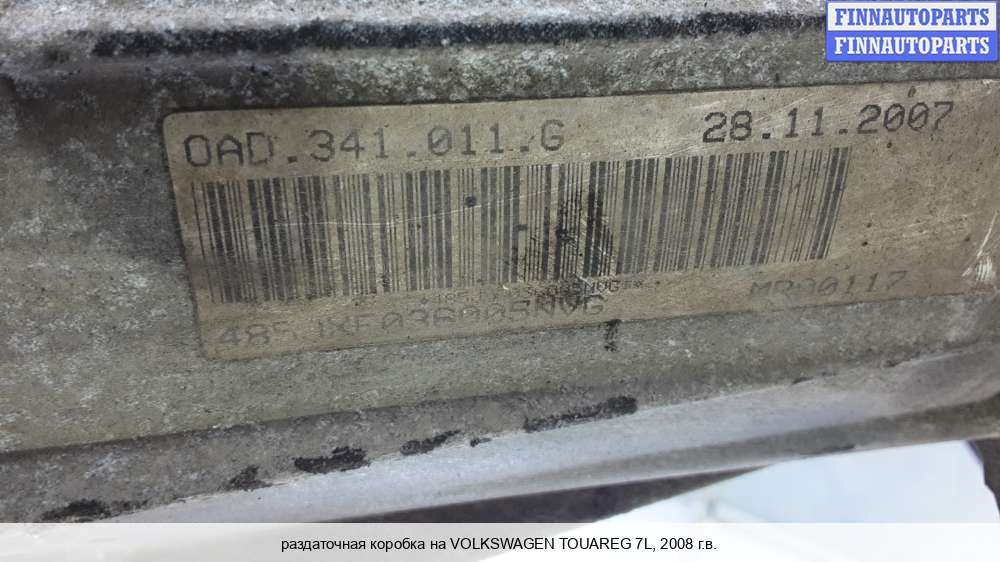 FINNAUTOPARTS
FINNAUTOPARTS
0AD.341.011.G 28.11.2007
раздаточная коробка на VOLKSWAGEN TOUAREG 7L, 2008 г.в.